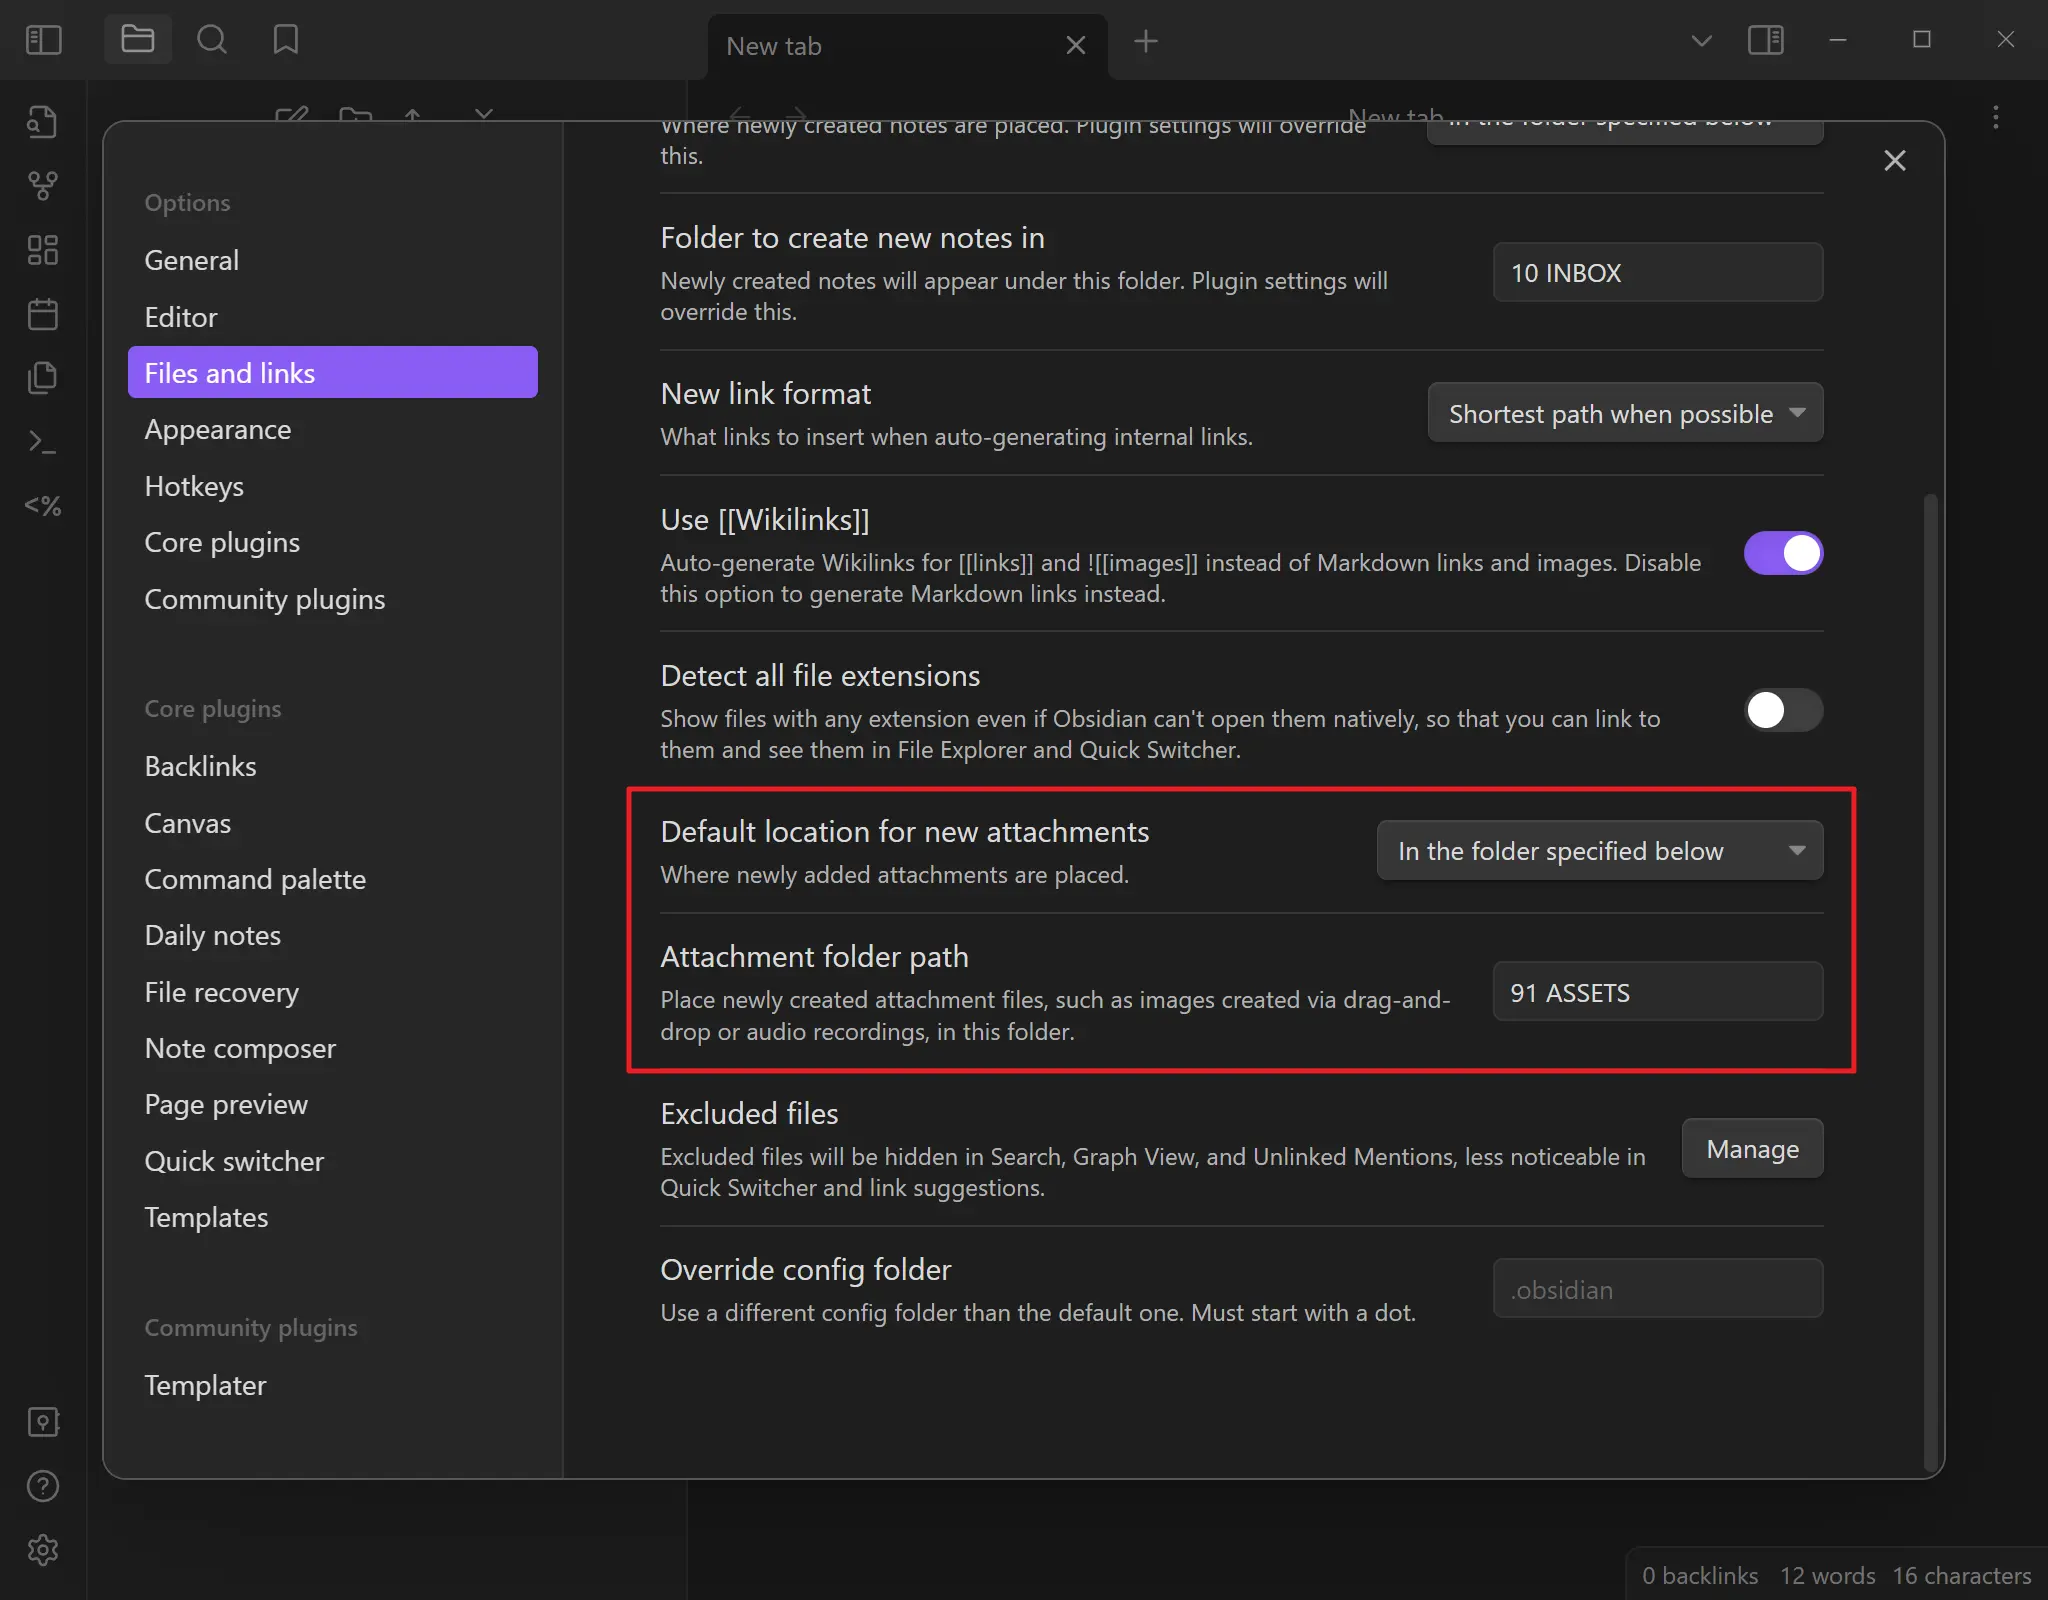 New tab
New tab
Options
General
Editor
Files and links
Appearance
Hotkeys
Core plugins
Community plugins
Core plugins
Backlinks
Canvas
Command palette
Daily notes
File recovery
Note composer
Page preview
Quick switcher
Templates
Community plugins
Templater
Where newly created notes are placed. Plugin settings will override
this.
In the folder specified below
Folder to create new notes in
Newly created notes will appear under this folder. Plugin settings will
override this.
10 INBOX
New link format
What links to insert when auto-generating internal links.
Shortest path when possible
Use [[Wikilinks]]
Auto-generate Wikilinks for [[links]] and ![[images]] instead of Markdown links and images. Disable
this option to generate Markdown links instead.
Detect all file extensions
Show files with any extension even if Obsidian can't open them natively, so that you can link to
them and see them in File Explorer and Quick Switcher.
Default location for new attachments
Where newly added attachments are placed.
In the folder specified below
Attachment folder path
Place newly created attachment files, such as images created via drag-and-
drop or audio recordings, in this folder.
91 ASSETS
Excluded files
Excluded files will be hidden in Search, Graph View, and Unlinked Mentions, less noticeable in
Quick Switcher and link suggestions.
Manage
Override config folder
Use a different config folder than the default one. Must start with a dot.
.obsidian
0 backlinks 12 words 16 characters